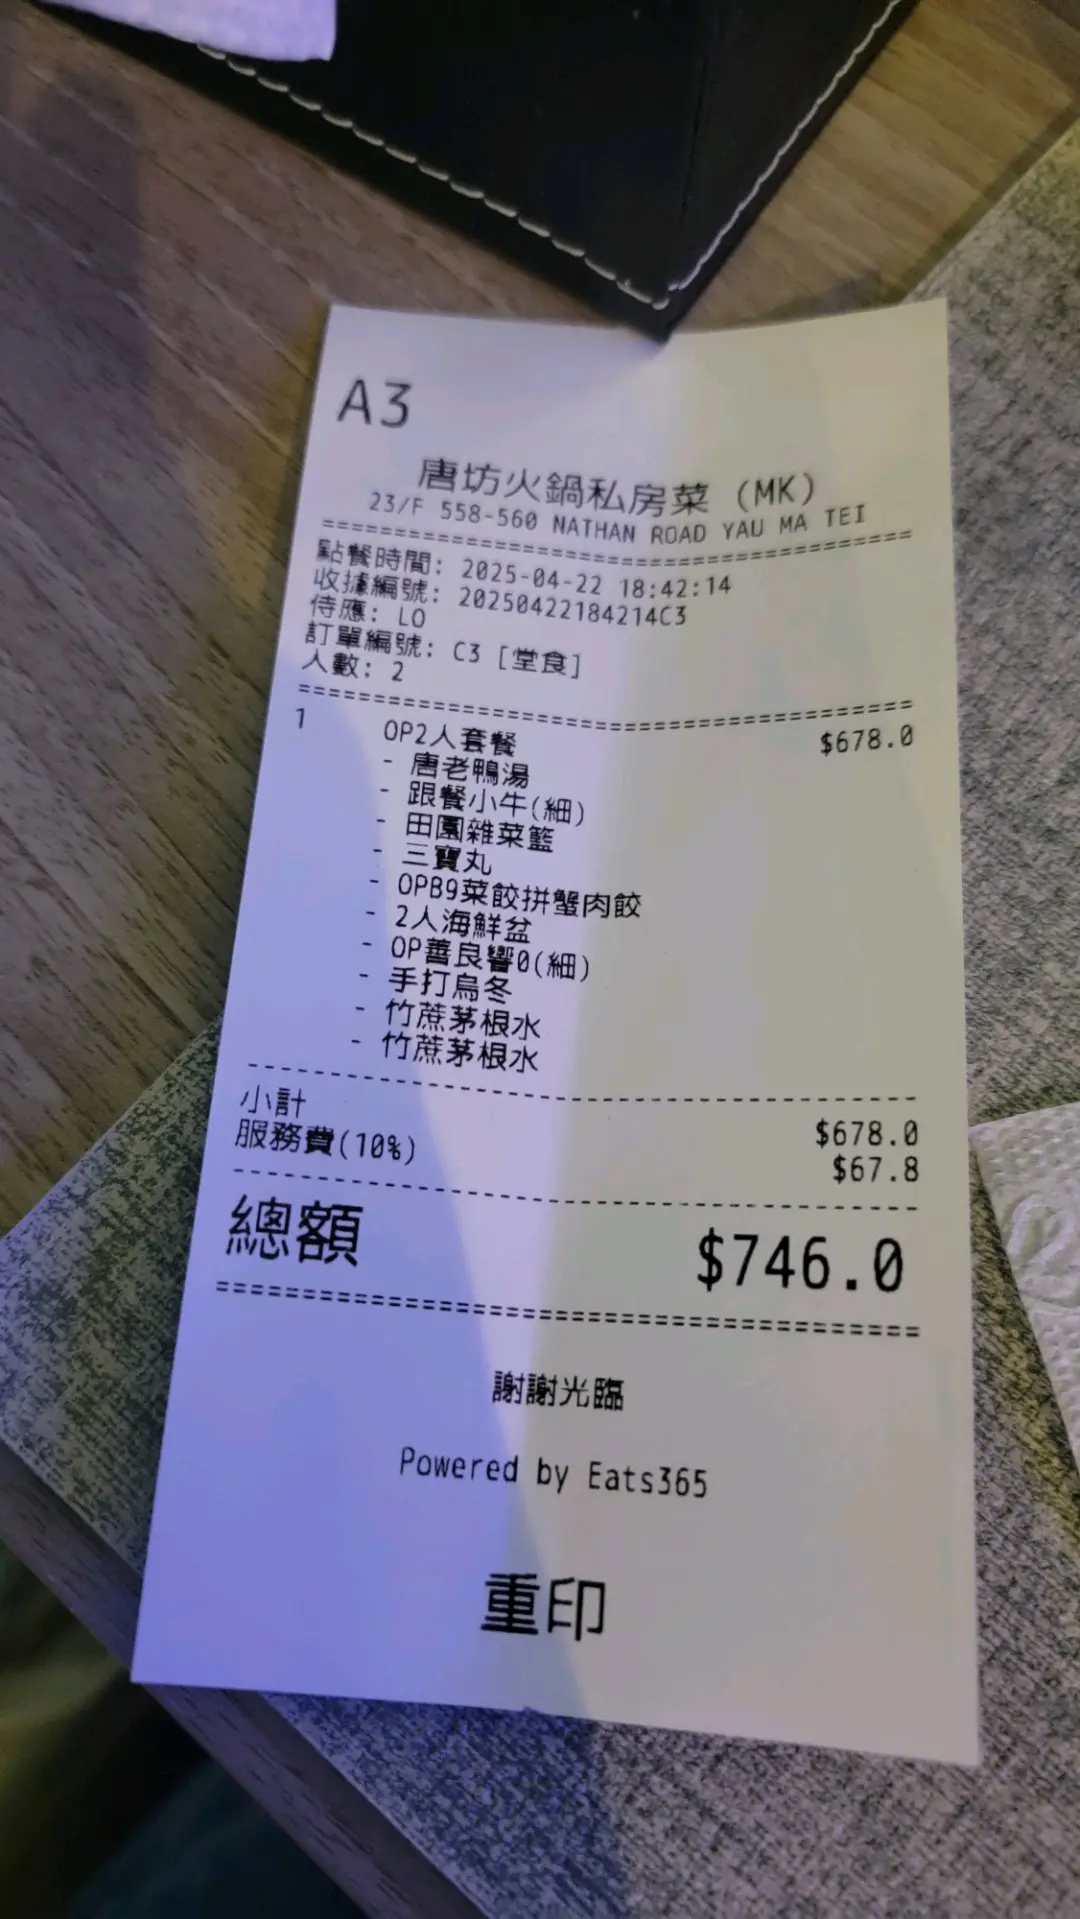 A3
唐坊火鍋私房菜 (MK)
23/F 558-560 NATHAN ROAD YAU MA TEI
點餐時間: 2025-04-22 18:42:14
收據編號: 20250422184214C3
侍應: LO
訂單編號: C3 [堂食]
人數: 2
1 OP2人套餐 $678.0
- 唐老鴨湯
- 跟餐小牛(細)
- 田園雜菜籃
- 三寶丸
- OPB9菜餃拼蟹肉餃
- 2人海鮮盆
- OP善良響0(細)
- 手打烏冬
- 竹蔗茅根水
- 竹蔗茅根水
小計 $678.0
服務費(10%) $67.8
總額 $746.0
謝謝光臨
Powered by Eats365
重印